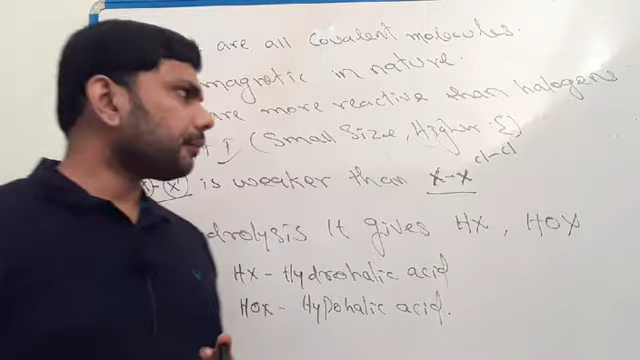 are all Covalent molecules.
magnetic in nature.
are more reactive than halogens
I (Small Size, Higher
(X') is weaker than X-X Cl-Cl
drolysis It gives HX, HOX
HX - Hydrohalic acid
HOX - Hypohalic acid.